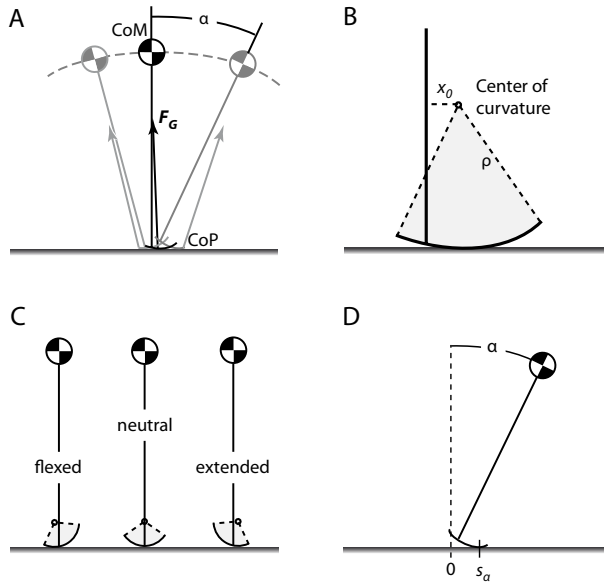 A
CoM
α
F_G
CoP
B
x_0
Center of
curvature
ρ
C
flexed
neutral
extended
D
α
0
s_α